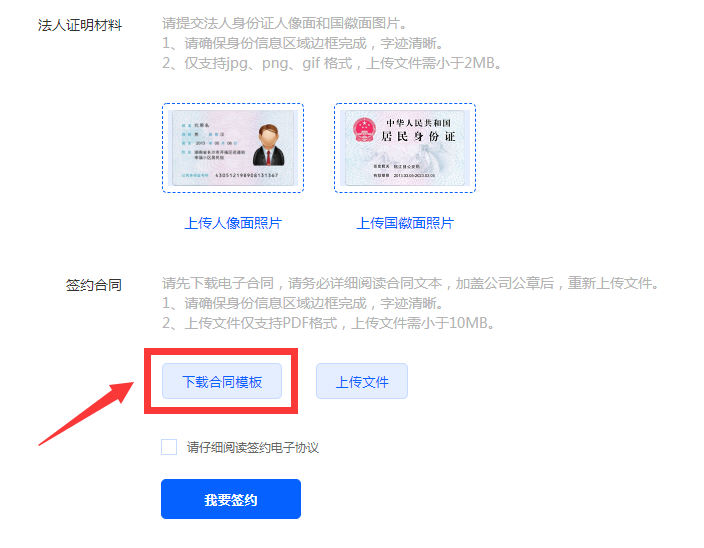 法人证明材料
请提交法人身份证人像面和国徽面图片。
1、请确保身份信息区域边框完成，字迹清晰。
2、仅支持jpg、png、gif 格式，上传文件需小于2MB。
中华人民共和国
居民身份证
430512198908131367
2013.03.05-2023.03.05
上传人像面照片
上传国徽面照片
签约合同
请先下载电子合同，请务必详细阅读合同文本，加盖公司公章后，重新上传文件。
1、请确保身份信息区域边框完成，字迹清晰。
2、上传文件仅支持PDF格式，上传文件需小于10MB。
下载合同模板
上传文件
请仔细阅读签约电子协议
我要签约